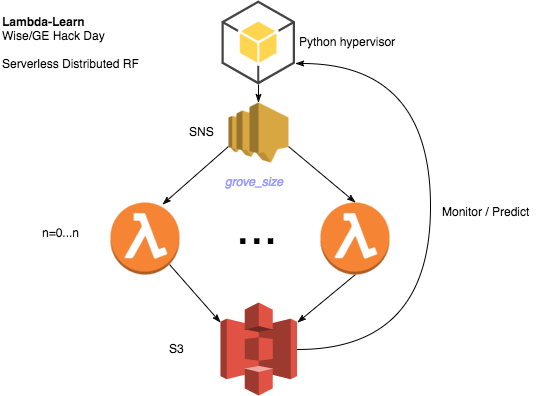 Lambda-Learn
Wise/GE Hack Day
Serverless Distributed RF
Python hypervisor
SNS
grove_size
n=0...n
...
Monitor / Predict
S3